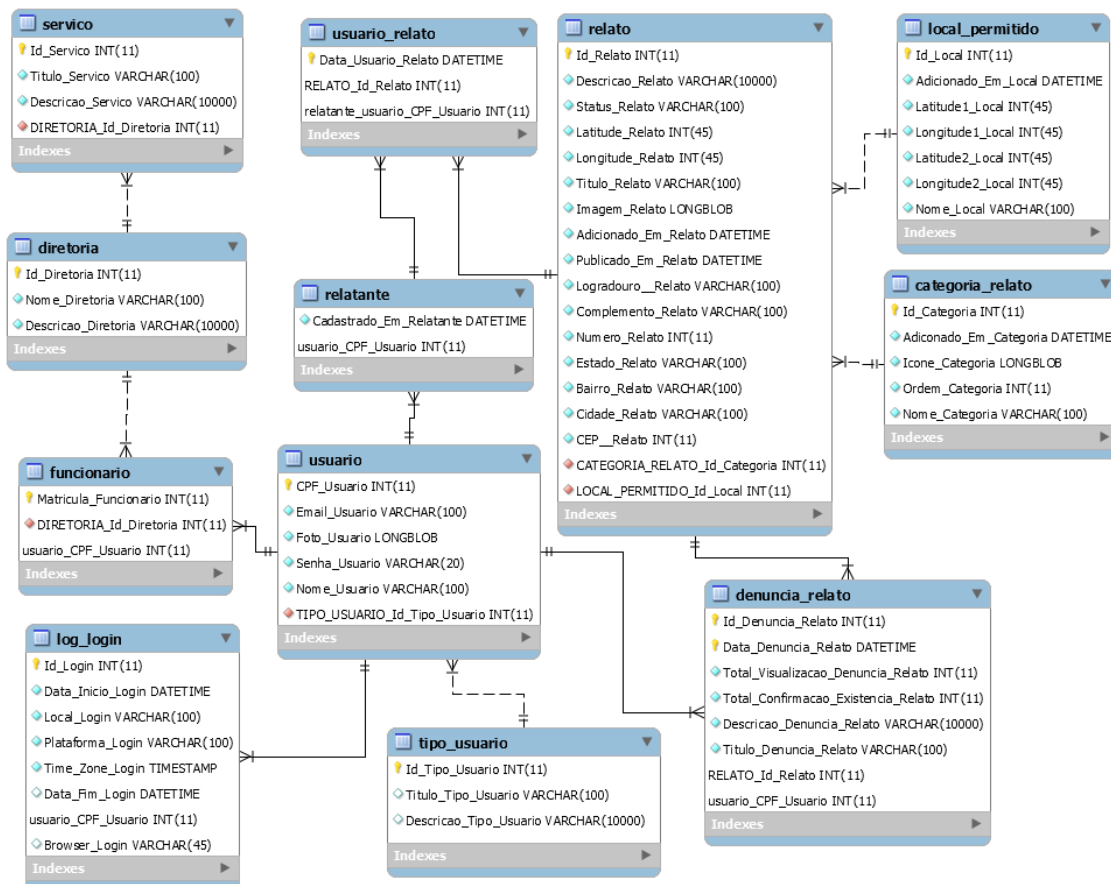 servico
Id_Servico INT(11)
Titulo_Servico VARCHAR(100)
Descricao_Servico VARCHAR(10000)
DIRETORIA_Id_Diretoria INT(11)
Indexes
usuario_relato
Data_Usuario_Relato DATETIME
RELATO_Id_Relato INT(11)
relatante_usuario_CPF_Usuario INT(11)
Indexes
relato
Id_Relato INT(11)
Descricao_Relato VARCHAR(10000)
Status_Relato VARCHAR(100)
Latitude_Relato INT(45)
Longitude_Relato INT(45)
Titulo_Relato VARCHAR(100)
Imagem_Relato LONGBLOB
Adicionado_Em_Relato DATETIME
Publicado_Em_Relato DATETIME
Logradouro__Relato VARCHAR(100)
Complemento_Relato VARCHAR(100)
Numero_Relato INT(11)
Estado_Relato VARCHAR(100)
Bairro_Relato VARCHAR(100)
Cidade_Relato VARCHAR(100)
CEP__Relato INT(11)
CATEGORIA_RELATO_Id_Categoria INT(11)
LOCAL_PERMITIDO_Id_Local INT(11)
Indexes
local_permitido
Id_Local INT(11)
Adicionado_Em_Local DATETIME
Latitude1_Local INT(45)
Longitude1_Local INT(45)
Latitude2_Local INT(45)
Longitude2_Local INT(45)
Nome_Local VARCHAR(100)
Indexes
diretoria
Id_Diretoria INT(11)
Nome_Diretoria VARCHAR(100)
Descricao_Diretoria VARCHAR(10000)
Indexes
relatante
Cadastrado_Em_Relatante DATETIME
usuario_CPF_Usuario INT(11)
Indexes
categoria_relato
Id_Categoria INT(11)
Adiconado_Em_Categoria DATETIME
Icone_Categoria LONGBLOB
Ordem_Categoria INT(11)
Nome_Categoria VARCHAR(100)
Indexes
funcionario
Matricula_Funcionario INT(11)
DIRETORIA_Id_Diretoria INT(11)
usuario_CPF_Usuario INT(11)
Indexes
usuario
CPF_Usuario INT(11)
Email_Usuario VARCHAR(100)
Foto_Usuario LONGBLOB
Senha_Usuario VARCHAR(20)
Nome_Usuario VARCHAR(100)
TIPO_USUARIO_Id_Tipo_Usuario INT(11)
Indexes
log_login
Id_Login INT(11)
Data_Inicio_Login DATETIME
Local_Login VARCHAR(100)
Plataforma_Login VARCHAR(100)
Time_Zone_Login TIMESTAMP
Data_Fim_Login DATETIME
usuario_CPF_Usuario INT(11)
Browser_Login VARCHAR(45)
Indexes
tipo_usuario
Id_Tipo_Usuario INT(11)
Titulo_Tipo_Usuario VARCHAR(100)
Descricao_Tipo_Usuario VARCHAR(10000)
Indexes
denuncia_relato
Id_Denuncia_Relato INT(11)
Data_Denuncia_Relato DATETIME
Total_Visualizacao_Denuncia_Relato INT(11)
Total_Confirmacao_Existencia_Relato INT(11)
Descricao_Denuncia_Relato VARCHAR(10000)
Titulo_Denuncia_Relato VARCHAR(100)
RELATO_Id_Relato INT(11)
usuario_CPF_Usuario INT(11)
Indexes